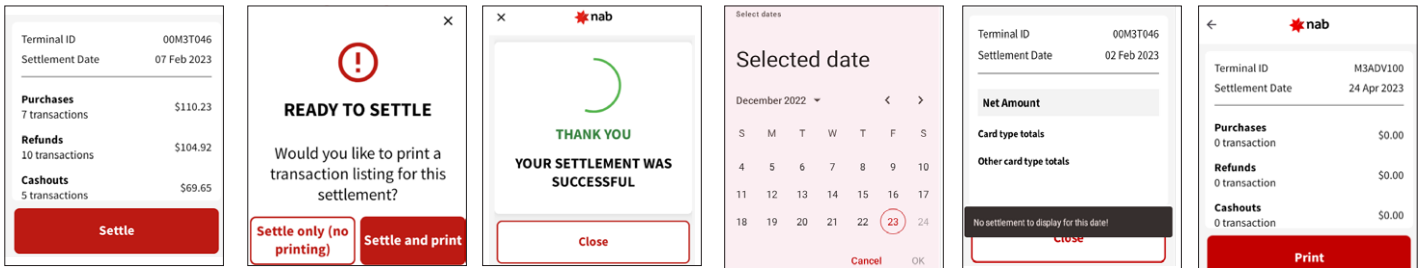 Terminal ID 00M3T046
Settlement Date 07 Feb 2023
Purchases
7 transactions $110.23
Refunds
10 transactions $104.92
Cashouts
5 transactions $69.65
Settle
×
READY TO SETTLE
Would you like to print a
transaction listing for this
settlement?
Settle only (no
printing)
Settle and print
× nab
THANK YOU
YOUR SETTLEMENT WAS
SUCCESSFUL
Close
Select dates
Selected date
December 2022
S M T W T F S
4 5 6 7 8 9 10
11 12 13 14 15 16 17
18 19 20 21 22 23 24
Cancel OK
Terminal ID 00M3T046
Settlement Date 02 Feb 2023
Net Amount
Card type totals
Other card type totals
No settlement to display for this date!
Close
nab
Terminal ID M3ADV100
Settlement Date 24 Apr 2023
Purchases
0 transaction $0.00
Refunds
0 transaction $0.00
Cashouts
0 transaction $0.00
Print